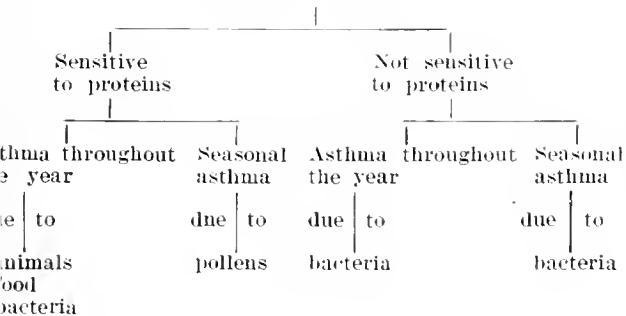 Sensitive
to proteins
Not sensitive
to proteins
thma throughout
e year
ue to
nimals
ood
bacteria
Seasonal
asthma
due to
pollens
Asthma throughout
the year
due to
bacteria
Seasonal
asthma
due to
bacteria